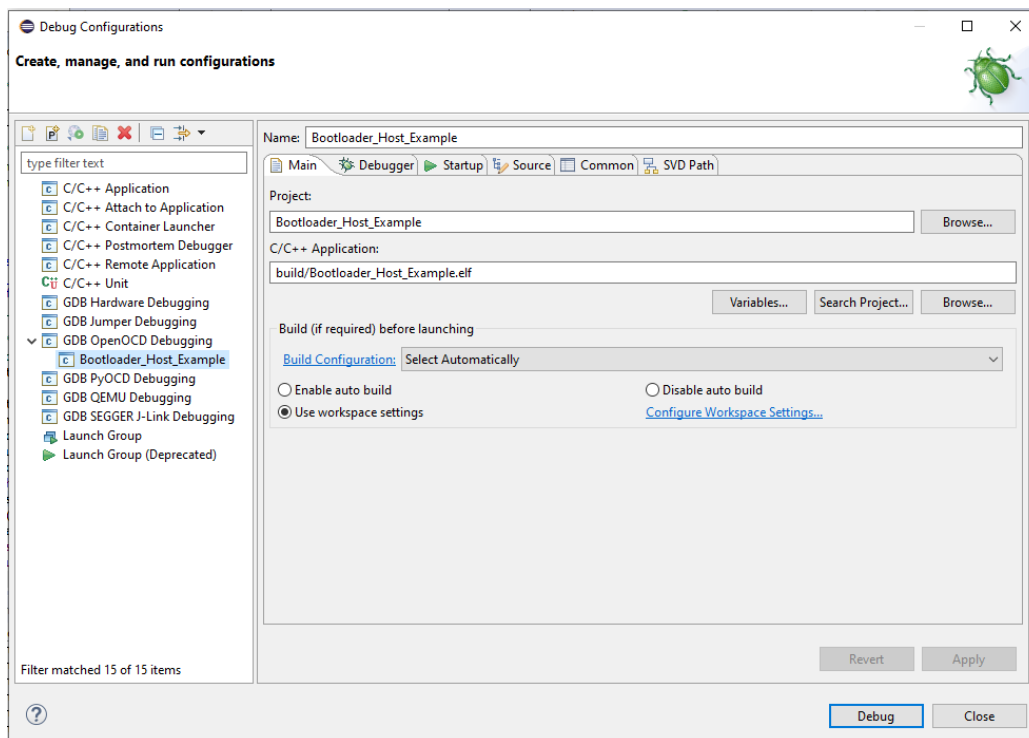 Debug Configurations
Create, manage, and run configurations
type filter text
C/C++ Application
C/C++ Attach to Application
C/C++ Container Launcher
C/C++ Postmortem Debugger
C/C++ Remote Application
C/C++ Unit
GDB Hardware Debugging
GDB Jumper Debugging
GDB OpenOCD Debugging
Bootloader_Host_Example
GDB PyOCD Debugging
GDB QEMU Debugging
GDB SEGGER J-Link Debugging
Launch Group
Launch Group (Deprecated)
Filter matched 15 of 15 items
Name: Bootloader_Host_Example
Main Debugger Startup Source Common SVD Path
Project:
Bootloader_Host_Example Browse...
C/C++ Application:
build/Bootloader_Host_Example.elf
Variables... Search Project... Browse...
Build (if required) before launching
Build Configuration: Select Automatically
Enable auto build Disable auto build
Use workspace settings Configure Workspace Settings...
Revert Apply
Debug Close